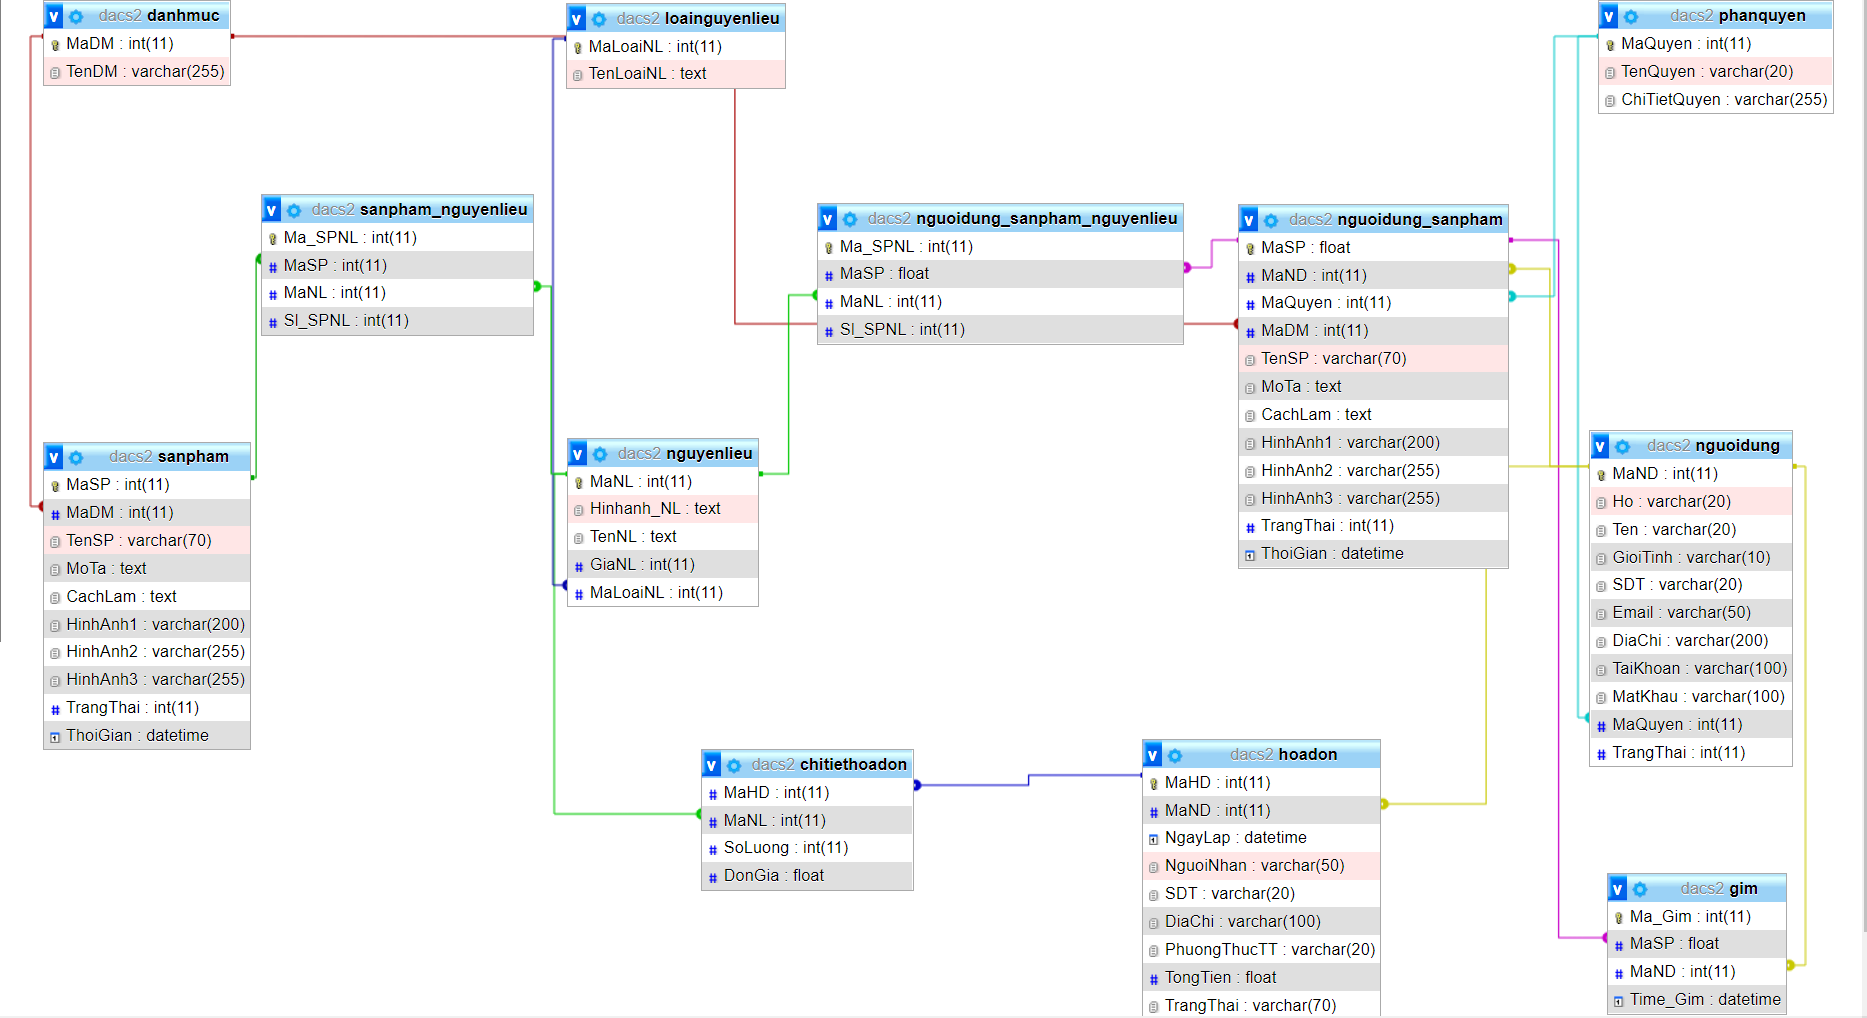 dacs2 danhmuc
MaDM : int(11)
TenDM : varchar(255)
dacs2 loainguyenlieu
MaLoaiNL : int(11)
TenLoaiNL : text
dacs2 phanquyen
MaQuyen : int(11)
TenQuyen : varchar(20)
ChiTietQuyen : varchar(255)
dacs2 sanpham_nguyenlieu
Ma_SPNL : int(11)
MaSP : int(11)
MaNL : int(11)
Sl_SPNL : int(11)
dacs2 nguoidung_sanpham_nguyenlieu
Ma_SPNL : int(11)
MaSP : float
MaNL : int(11)
Sl_SPNL : int(11)
dacs2 nguoidung_sanpham
MaSP : float
MaND : int(11)
MaQuyen : int(11)
MaDM : int(11)
TenSP : varchar(70)
MoTa : text
CachLam : text
HinhAnh1 : varchar(200)
HinhAnh2 : varchar(255)
HinhAnh3 : varchar(255)
TrangThai : int(11)
ThoiGian : datetime
dacs2 sanpham
MaSP : int(11)
MaDM : int(11)
TenSP : varchar(70)
MoTa : text
CachLam : text
HinhAnh1 : varchar(200)
HinhAnh2 : varchar(255)
HinhAnh3 : varchar(255)
TrangThai : int(11)
ThoiGian : datetime
dacs2 nguyenlieu
MaNL : int(11)
Hinhanh_NL : text
TenNL : text
GiaNL : int(11)
MaLoaiNL : int(11)
dacs2 nguoidung
MaND : int(11)
Ho : varchar(20)
Ten : varchar(20)
GioiTinh : varchar(10)
SDT : varchar(20)
Email : varchar(50)
DiaChi : varchar(200)
TaiKhoan : varchar(100)
MatKhau : varchar(100)
MaQuyen : int(11)
TrangThai : int(11)
dacs2 chitiethoadon
MaHD : int(11)
MaNL : int(11)
SoLuong : int(11)
DonGia : float
dacs2 hoadon
MaHD : int(11)
MaND : int(11)
NgayLap : datetime
NguoiNhan : varchar(50)
SDT : varchar(20)
DiaChi : varchar(100)
PhuongThucTT : varchar(20)
TongTien : float
TrangThai : varchar(70)
dacs2 gim
Ma_Gim : int(11)
MaSP : float
MaND : int(11)
Time_Gim : datetime